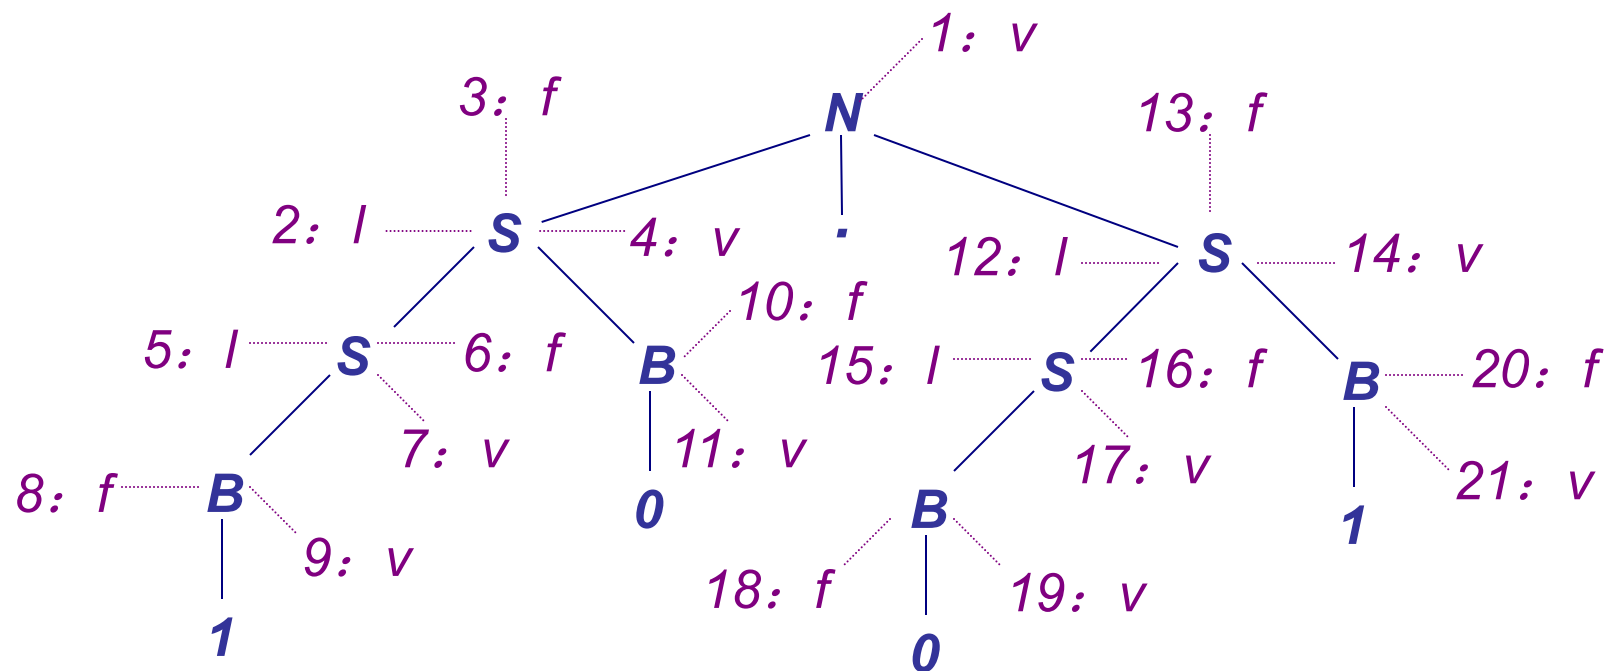 1： v
3： f
N
13： f
2： l
S
4： v
.
12： l
S
14： v
10： f
5： l
S
6： f
B
15： l
S
16： f
B
20： f
7： v
11： v
17： v
21： v
8： f
B
0
B
1
9： v
18： f
19： v
1
0